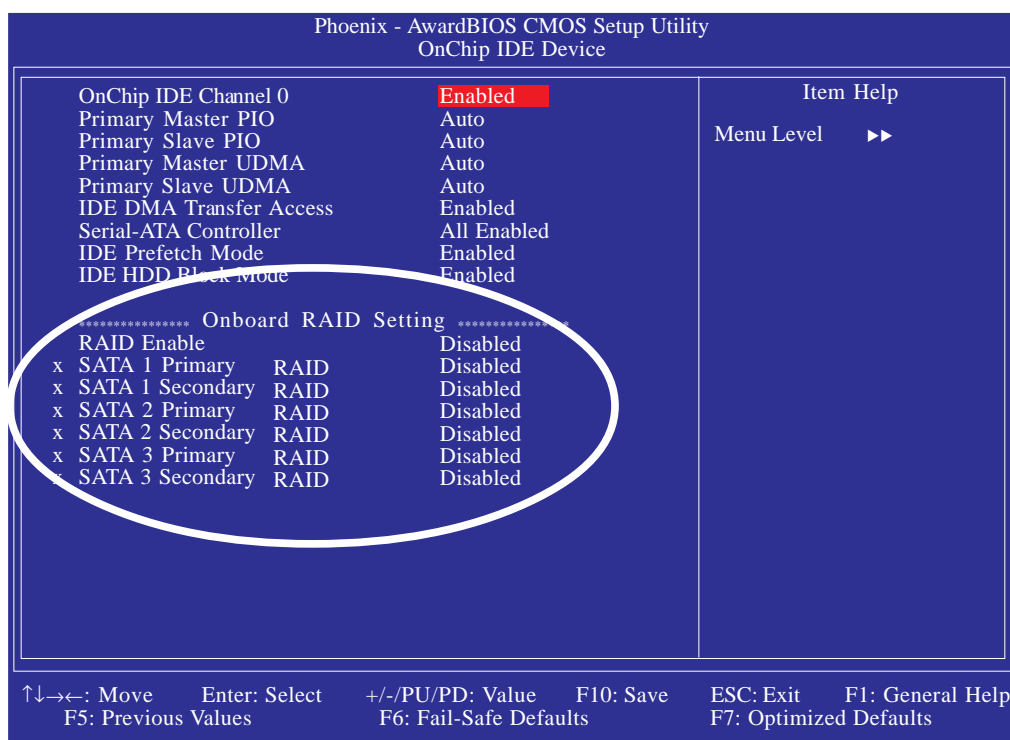 Phoenix - AwardBIOS CMOS Setup Utility
OnChip IDE Device
OnChip IDE Channel 0 Enabled
Primary Master PIO Auto
Primary Slave PIO Auto
Primary Master UDMA Auto
Primary Slave UDMA Auto
IDE DMA Transfer Access Enabled
Serial-ATA Controller All Enabled
IDE Prefetch Mode Enabled
IDE HDD Block Mode Enabled
**************** Onboard RAID Setting ****************
RAID Enable Disabled
x SATA 1 Primary RAID Disabled
x SATA 1 Secondary RAID Disabled
x SATA 2 Primary RAID Disabled
x SATA 2 Secondary RAID Disabled
x SATA 3 Primary RAID Disabled
x SATA 3 Secondary RAID Disabled
Item Help
Menu Level ▶▶
↑↓→←: Move Enter: Select +/-/PU/PD: Value F10: Save ESC: Exit F1: General Help
F5: Previous Values F6: Fail-Safe Defaults F7: Optimized Defaults